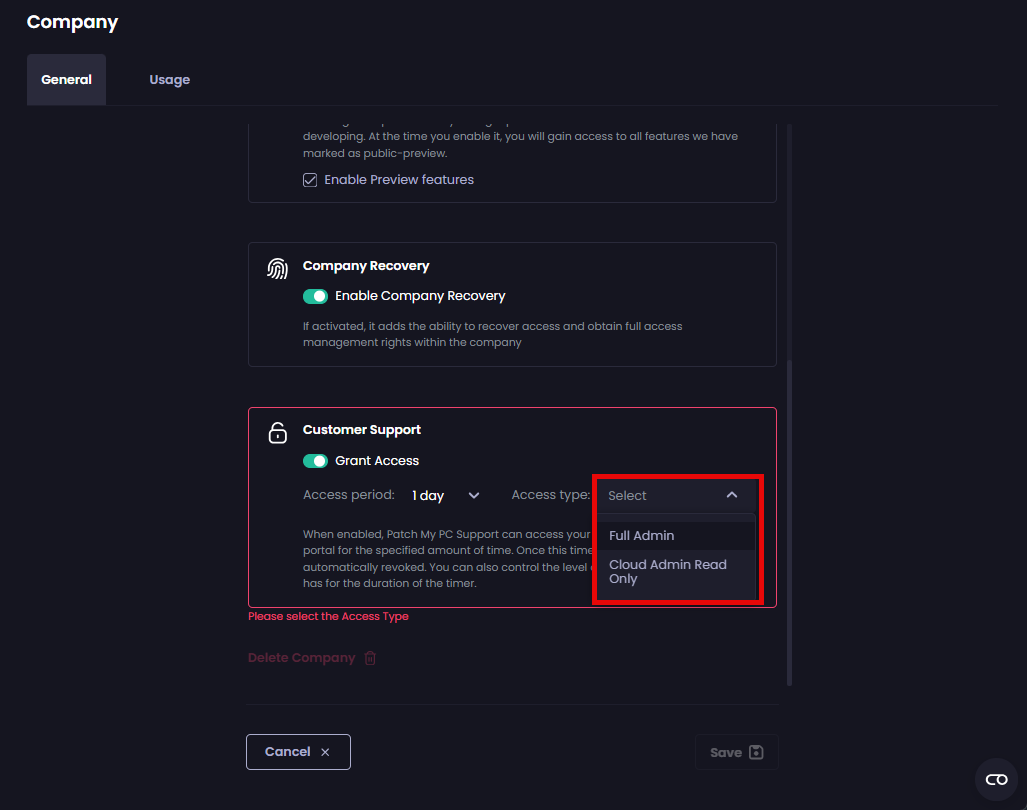 Company
General
Usage
developing. At the time you enable it, you will gain access to all features we have
marked as public-preview.
Enable Preview features
Company Recovery
Enable Company Recovery
If activated, it adds the ability to recover access and obtain full access
management rights within the company
Customer Support
Grant Access
Access period: 1 day Access type: Select
Full Admin
Cloud Admin Read
Only
When enabled, Patch My PC Support can access your
portal for the specified amount of time. Once this time
automatically revoked. You can also control the level
has for the duration of the timer.
Please select the Access Type
Delete Company
Cancel
Save